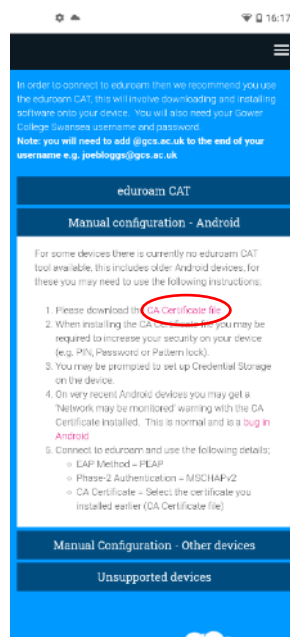 16:17
In order to connect to eduroam then we recommend you use
the eduroam CAT, this will involve downloading and installing
software onto your device. You will also need your Gower
College Swansea username and password.
Note: you will need to add @gcs.ac.uk to the end of your
username e.g. joebloggs@gcs.ac.uk
eduroam CAT
Manual configuration - Android
For some devices there is currently no eduroam CAT
tool available, this includes older Android devices, for
these you may need to use the following instructions;
1. Please download the CA Certificate file
2. When installing the CA Certificate file you may be
required to increase your security on your device
(e.g. PIN, Password or Pattern lock).
3. You may be prompted to set up Credential Storage
on the device.
4. On very recent Android devices you may get a
'Network may be monitored' warning with the CA
Certificate installed. This is normal and is a bug in
Android
5. Connect to eduroam and use the following details;
○ EAP Method = PEAP
○ Phase-2 Authentication = MSCHAPv2
○ CA Certificate = Select the certificate you
installed earlier (CA Certificate file)
Manual Configuration - Other devices
Unsupported devices